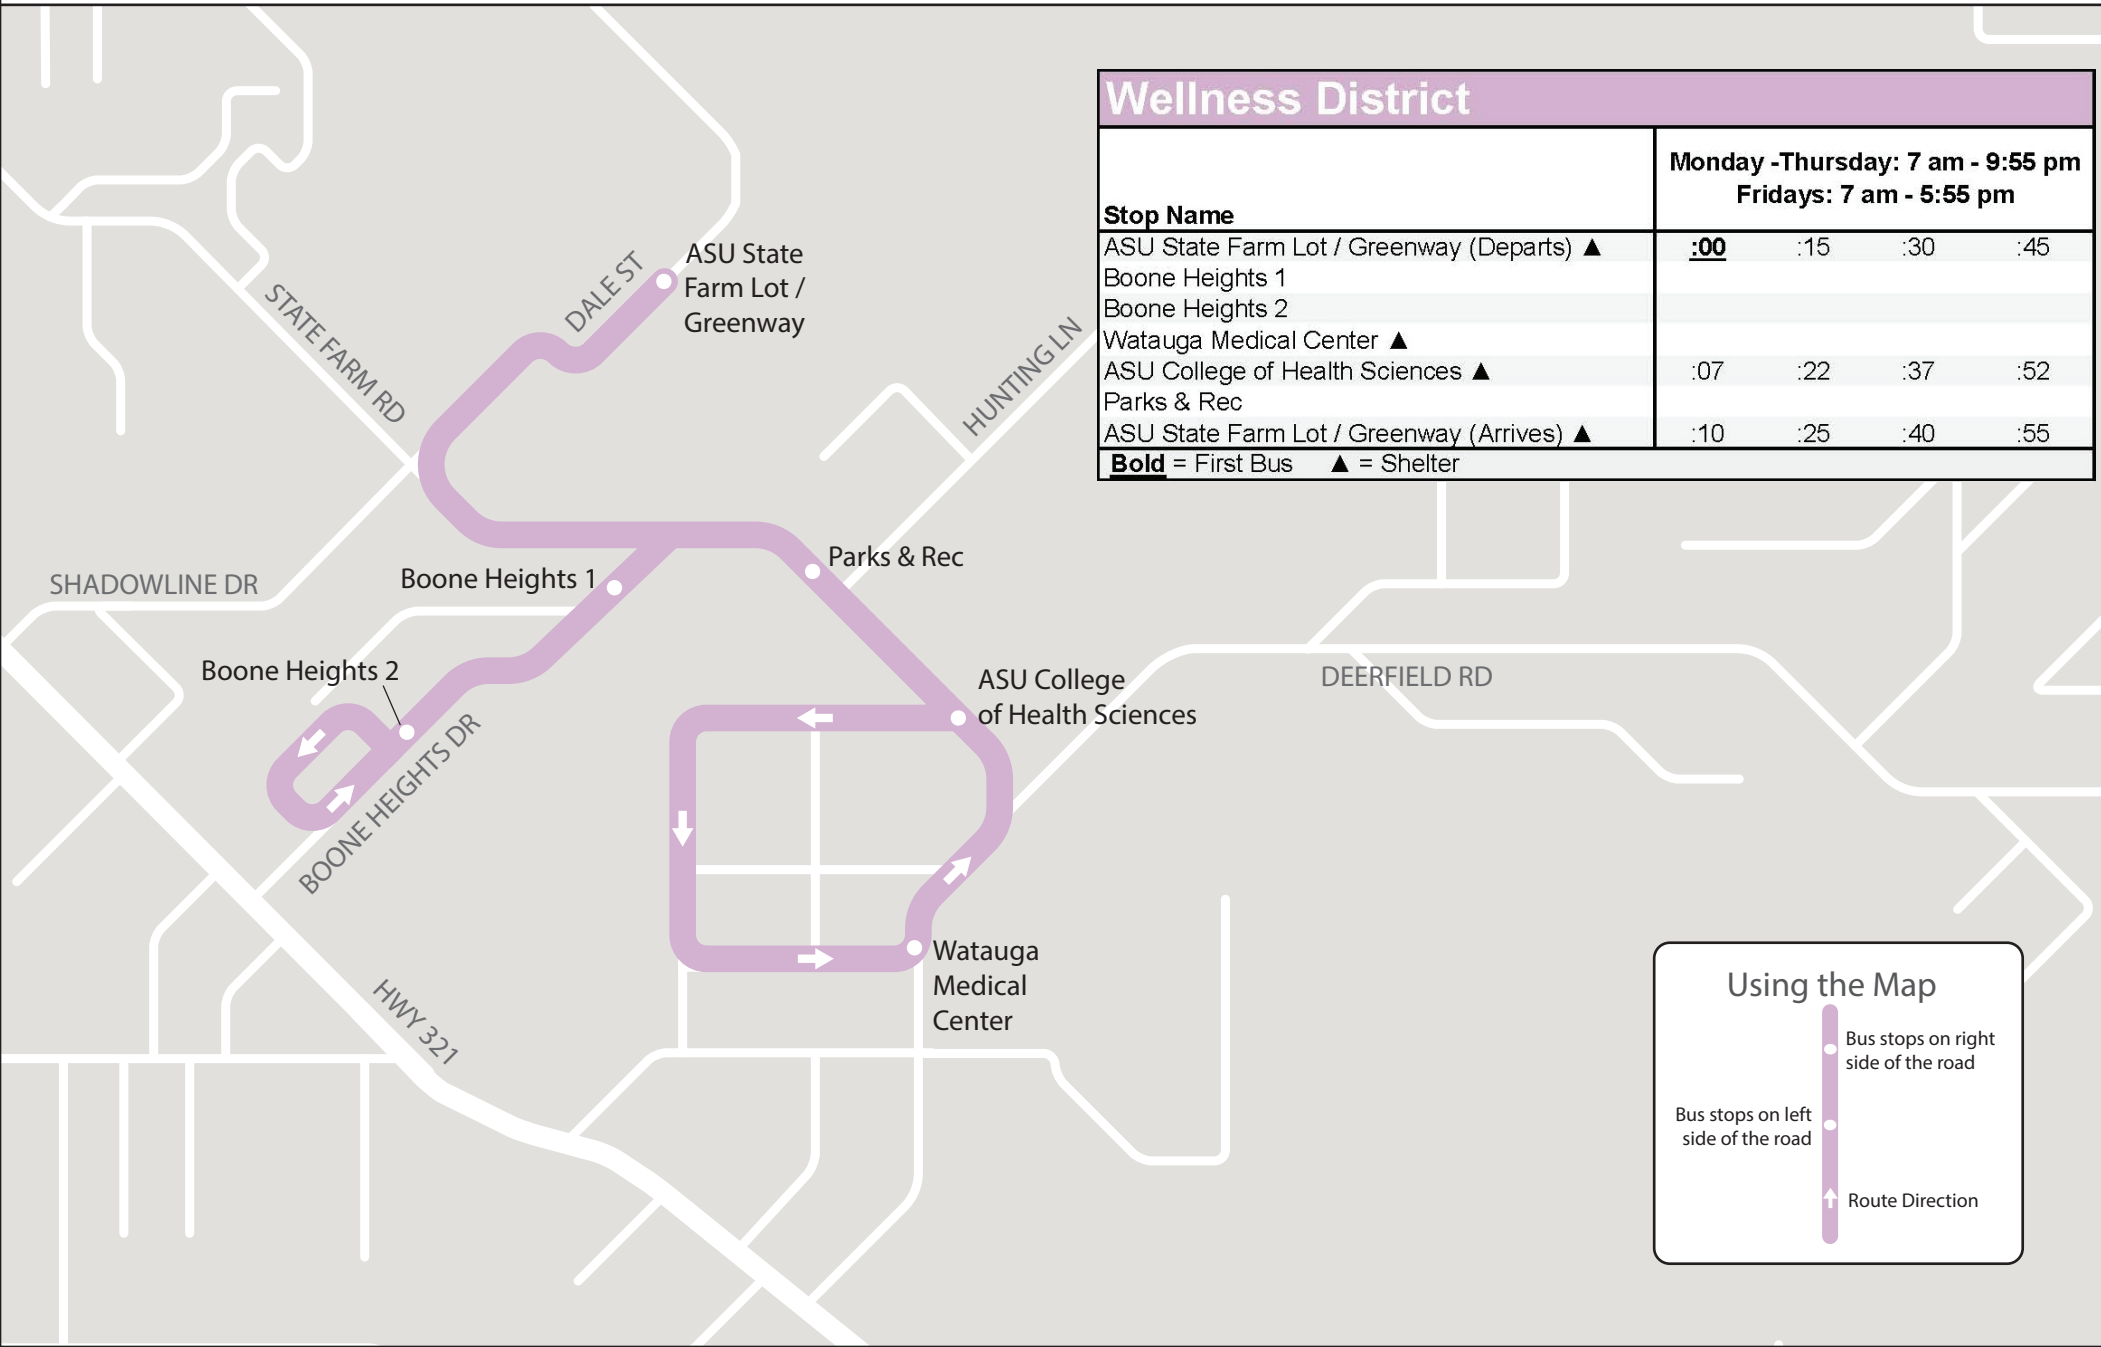 Wellness District
Monday -Thursday: 7 am - 9:55 pm
Fridays: 7 am - 5:55 pm
Stop Name
ASU State Farm Lot / Greenway (Departs) ▲ :00 :15 :30 :45
Boone Heights 1
Boone Heights 2
Watauga Medical Center ▲
ASU College of Health Sciences ▲ :07 :22 :37 :52
Parks & Rec
ASU State Farm Lot / Greenway (Arrives) ▲ :10 :25 :40 :55
Bold = First Bus ▲ = Shelter
ASU State
Farm Lot /
Greenway
DALE ST
STATE FARM RD
HUNTING LN
Parks & Rec
Boone Heights 1
SHADOWLINE DR
Boone Heights 2
ASU College
of Health Sciences
DEERFIELD RD
BOONE HEIGHTS DR
Watauga
Medical
Center
HWY 321
Using the Map
Bus stops on right
side of the road
Bus stops on left
side of the road
Route Direction